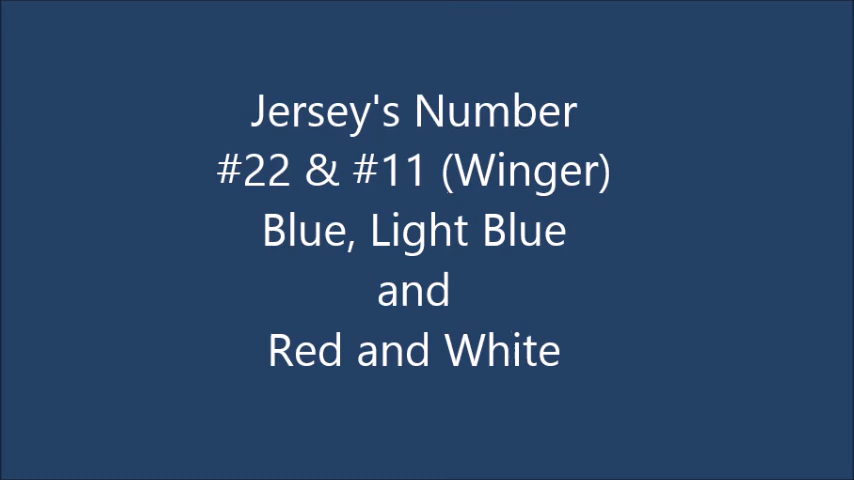 Jersey's Number
#22 & #11 (Winger)
Blue, Light Blue
and
Red and White